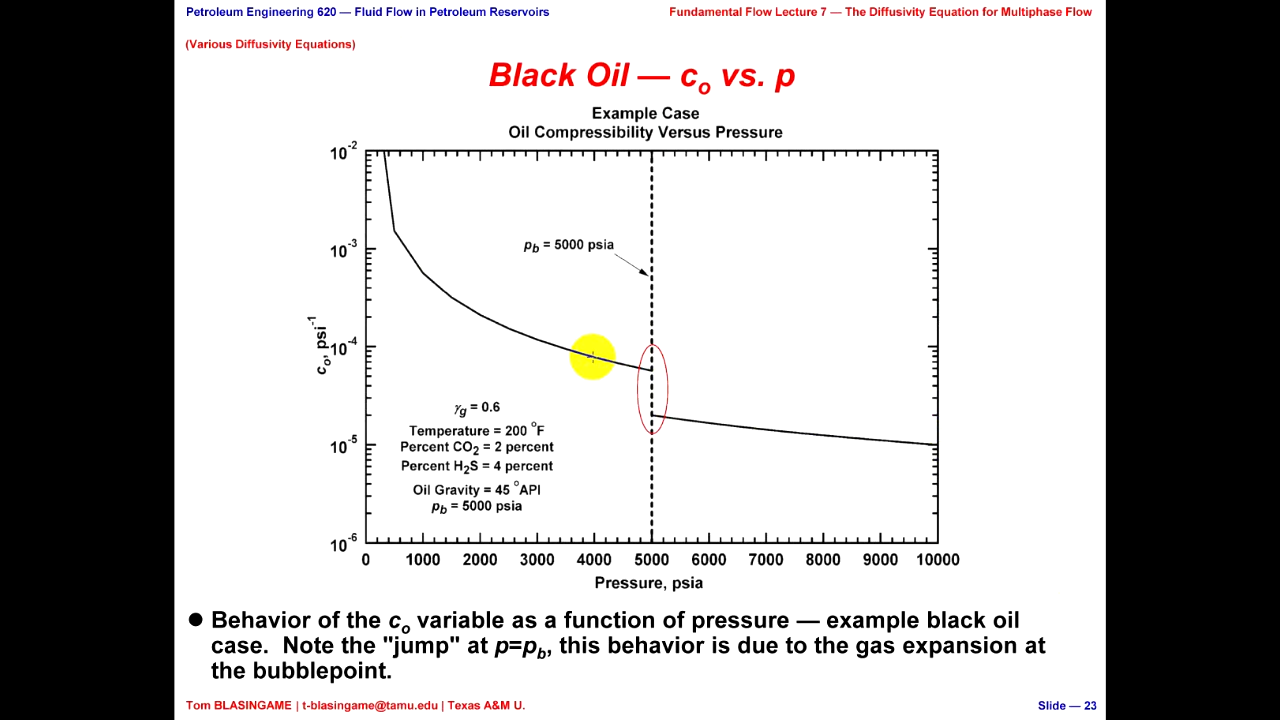 Petroleum Engineering 620 — Fluid Flow in Petroleum Reservoirs
Fundamental Flow Lecture 7 — The Diffusivity Equation for Multiphase Flow
(Various Diffusivity Equations)
Black Oil — co vs. p
Example Case
Oil Compressibility Versus Pressure
10-2
10-3
10-4
10-5
10-6
co, psi-1
pb = 5000 psia
γg = 0.6
Temperature = 200 oF
Percent CO2 = 2 percent
Percent H2S = 4 percent
Oil Gravity = 45 oAPI
pb = 5000 psia
0 1000 2000 3000 4000 5000 6000 7000 8000 9000 10000
Pressure, psia
● Behavior of the co variable as a function of pressure — example black oil
case. Note the "jump" at p=pb, this behavior is due to the gas expansion at
the bubblepoint.
Tom BLASINGAME | t-blasingame@tamu.edu | Texas A&M U.
Slide — 23